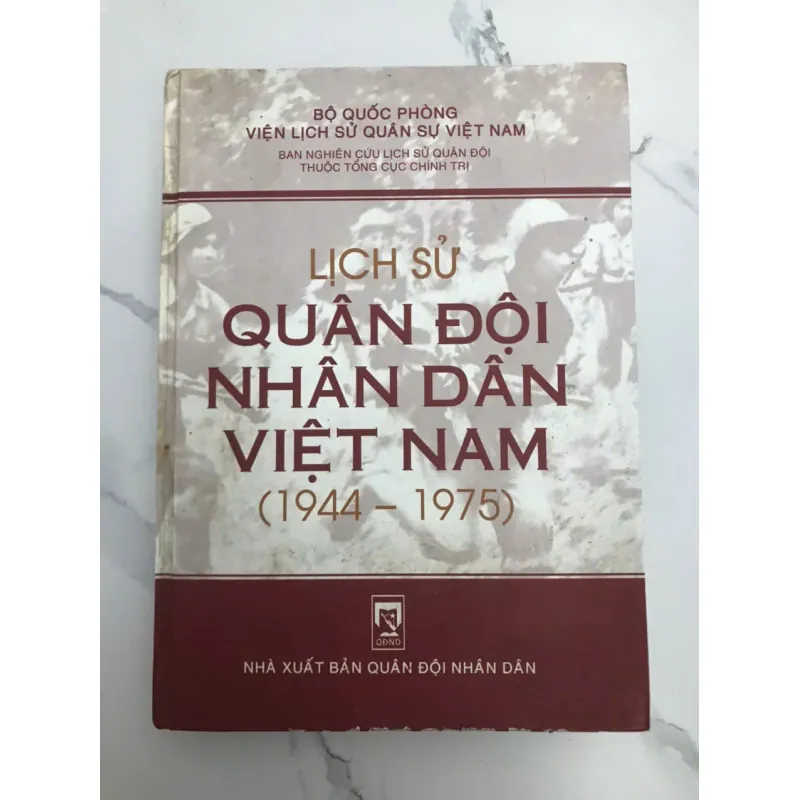 BỘ QUỐC PHÒNG
VIỆN LỊCH SỬ QUÂN SỰ VIỆT NAM
BAN NGHIÊN CỨU LỊCH SỬ QUÂN ĐỘI
THUỘC TỔNG CỤC CHÍNH TRỊ
LỊCH SỬ
QUÂN ĐỘI
NHÂN DÂN
VIỆT NAM
(1944 – 1975)
QĐND
NHÀ XUẤT BẢN QUÂN ĐỘI NHÂN DÂN